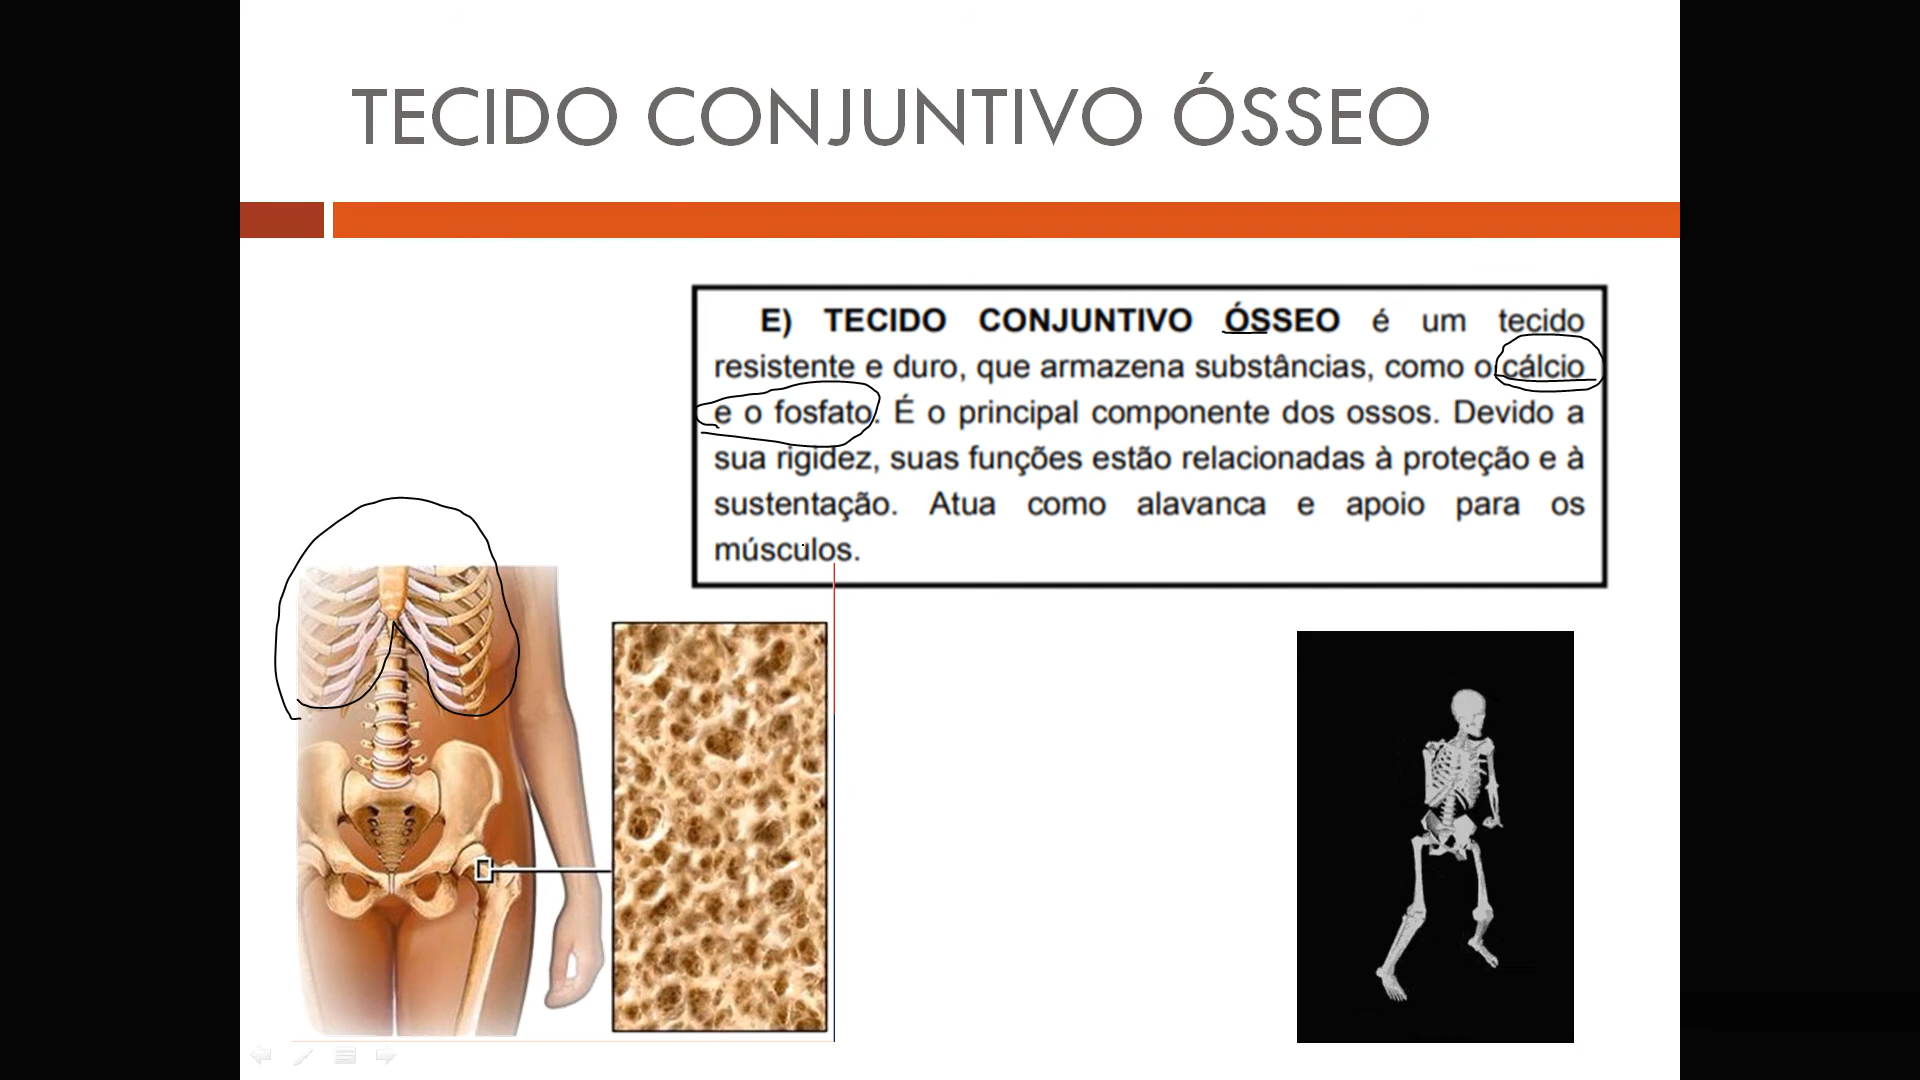 TECIDO CONJUNTIVO ÓSSEO
E) TECIDO CONJUNTIVO ÓSSEO é um tecido
resistente e duro, que armazena substâncias, como o cálcio
e o fosfato. É o principal componente dos ossos. Devido a
sua rigidez, suas funções estão relacionadas à proteção e à
sustentação. Atua como alavanca e apoio para os
músculos.